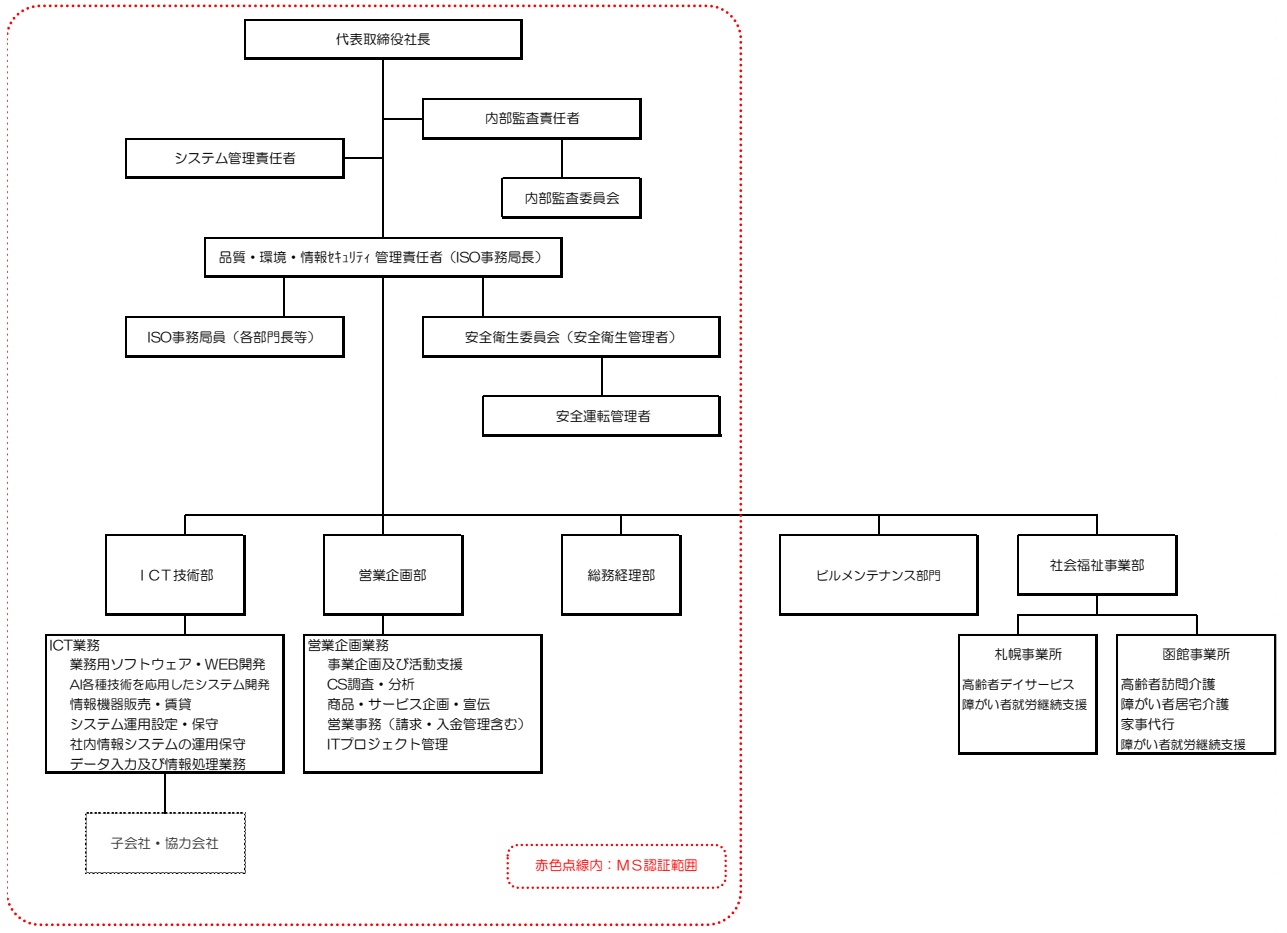 代表取締役社長
内部監査責任者
システム管理責任者
内部監査委員会
品質・環境・情報ｾｷｭﾘﾃｨ 管理責任者（ISO事務局長）
ISO事務局員（各部門長等）
安全衛生委員会（安全衛生管理者）
安全運転管理者
ＩＣＴ技術部
営業企画部
総務経理部
ビルメンテナンス部門
社会福祉事業部
ICT業務
業務用ソフトウェア・WEB開発
AI各種技術を応用したシステム開発
情報機器販売・賃貸
システム運用設定・保守
社内情報システムの運用保守
データ入力及び情報処理業務
営業企画業務
事業企画及び活動支援
CS調査・分析
商品・サービス企画・宣伝
営業事務（請求・入金管理含む）
ITプロジェクト管理
札幌事業所
高齢者デイサービス
障がい者就労継続支援
函館事業所
高齢者訪問介護
障がい者居宅介護
家事代行
障がい者就労継続支援
子会社・協力会社
赤色点線内：ＭＳ認証範囲